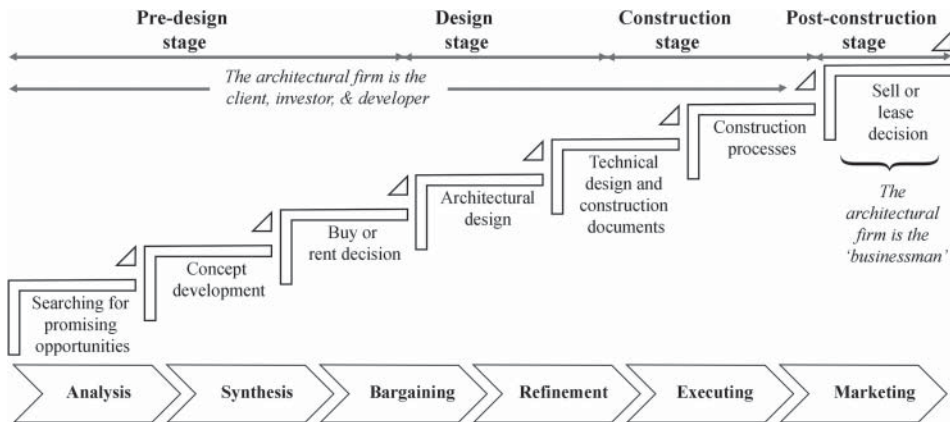 Pre-design
stage
Design
stage
Construction
stage
Post-construction
stage
The architectural firm is the
client, investor, & developer
Searching for
promising
opportunities
Concept
development
Buy or
rent decision
Architectural
design
Technical
design and
construction
documents
Construction
processes
Sell or
lease
decision
The
architectural
firm is the
‘businessman’
Analysis
Synthesis
Bargaining
Refinement
Executing
Marketing